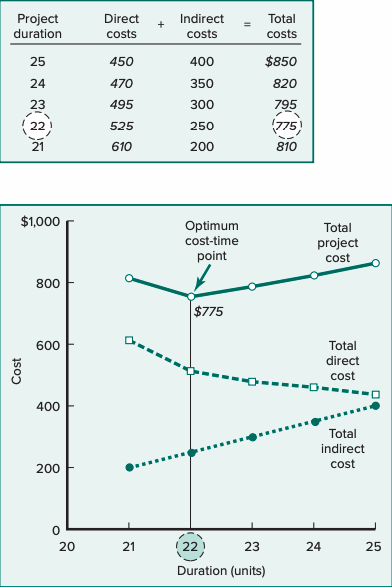 Project duration Direct costs + Indirect costs = Total costs
25 450 400 $850
24 470 350 820
23 495 300 795
22 525 250 775
21 610 200 810
$1,000
Optimum
cost-time
point
Total
project
cost
800
$775
600
Total
direct
cost
Cost
400
Total
indirect
cost
200
0
20 21 22 23 24 25
Duration (units)